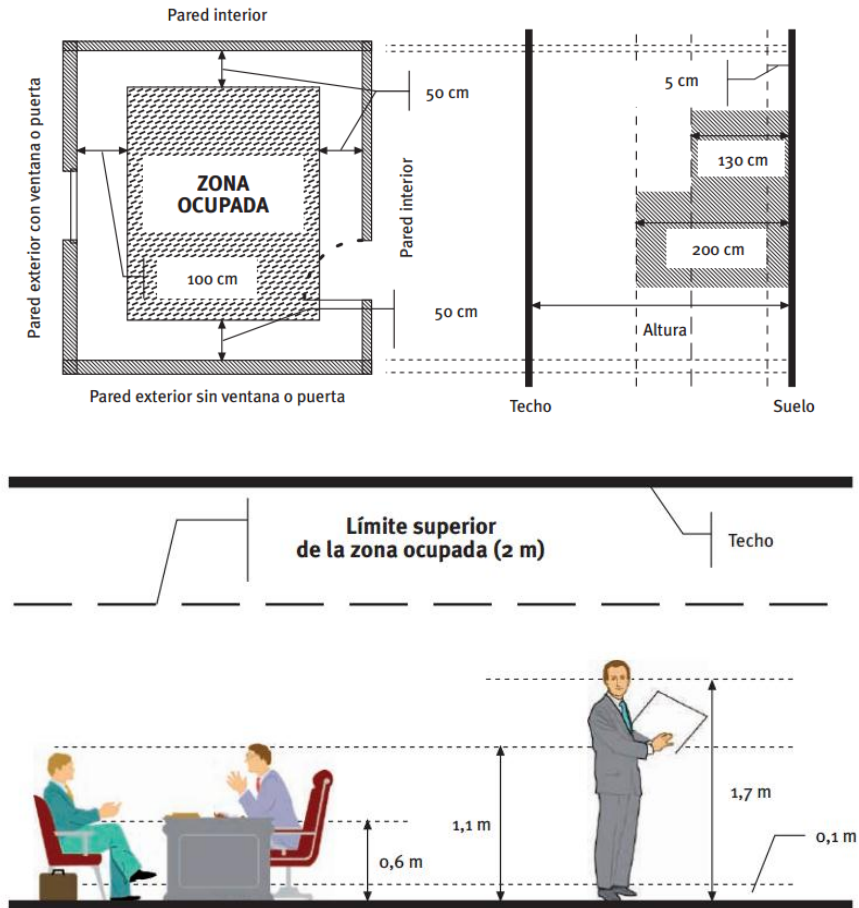 Pared interior
Pared exterior con ventana o puerta
50 cm
ZONA
OCUPADA
Pared interior
100 cm
50 cm
Pared exterior sin ventana o puerta
5 cm
130 cm
200 cm
Altura
Techo
Suelo
Límite superior
de la zona ocupada (2 m)
Techo
1,7 m
1,1 m
0,6 m
0,1 m